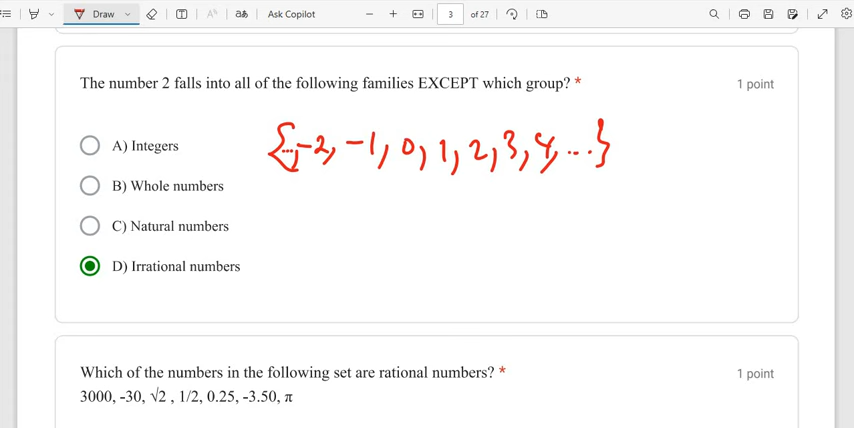 Draw
Ask Copilot
3 of 27
The number 2 falls into all of the following families EXCEPT which group? *
1 point
A) Integers
{..., -2, -1, 0, 1, 2, 3, 4, ...}
B) Whole numbers
C) Natural numbers
D) Irrational numbers
Which of the numbers in the following set are rational numbers? *
1 point
3000, -30, √2 , 1/2, 0.25, -3.50, π